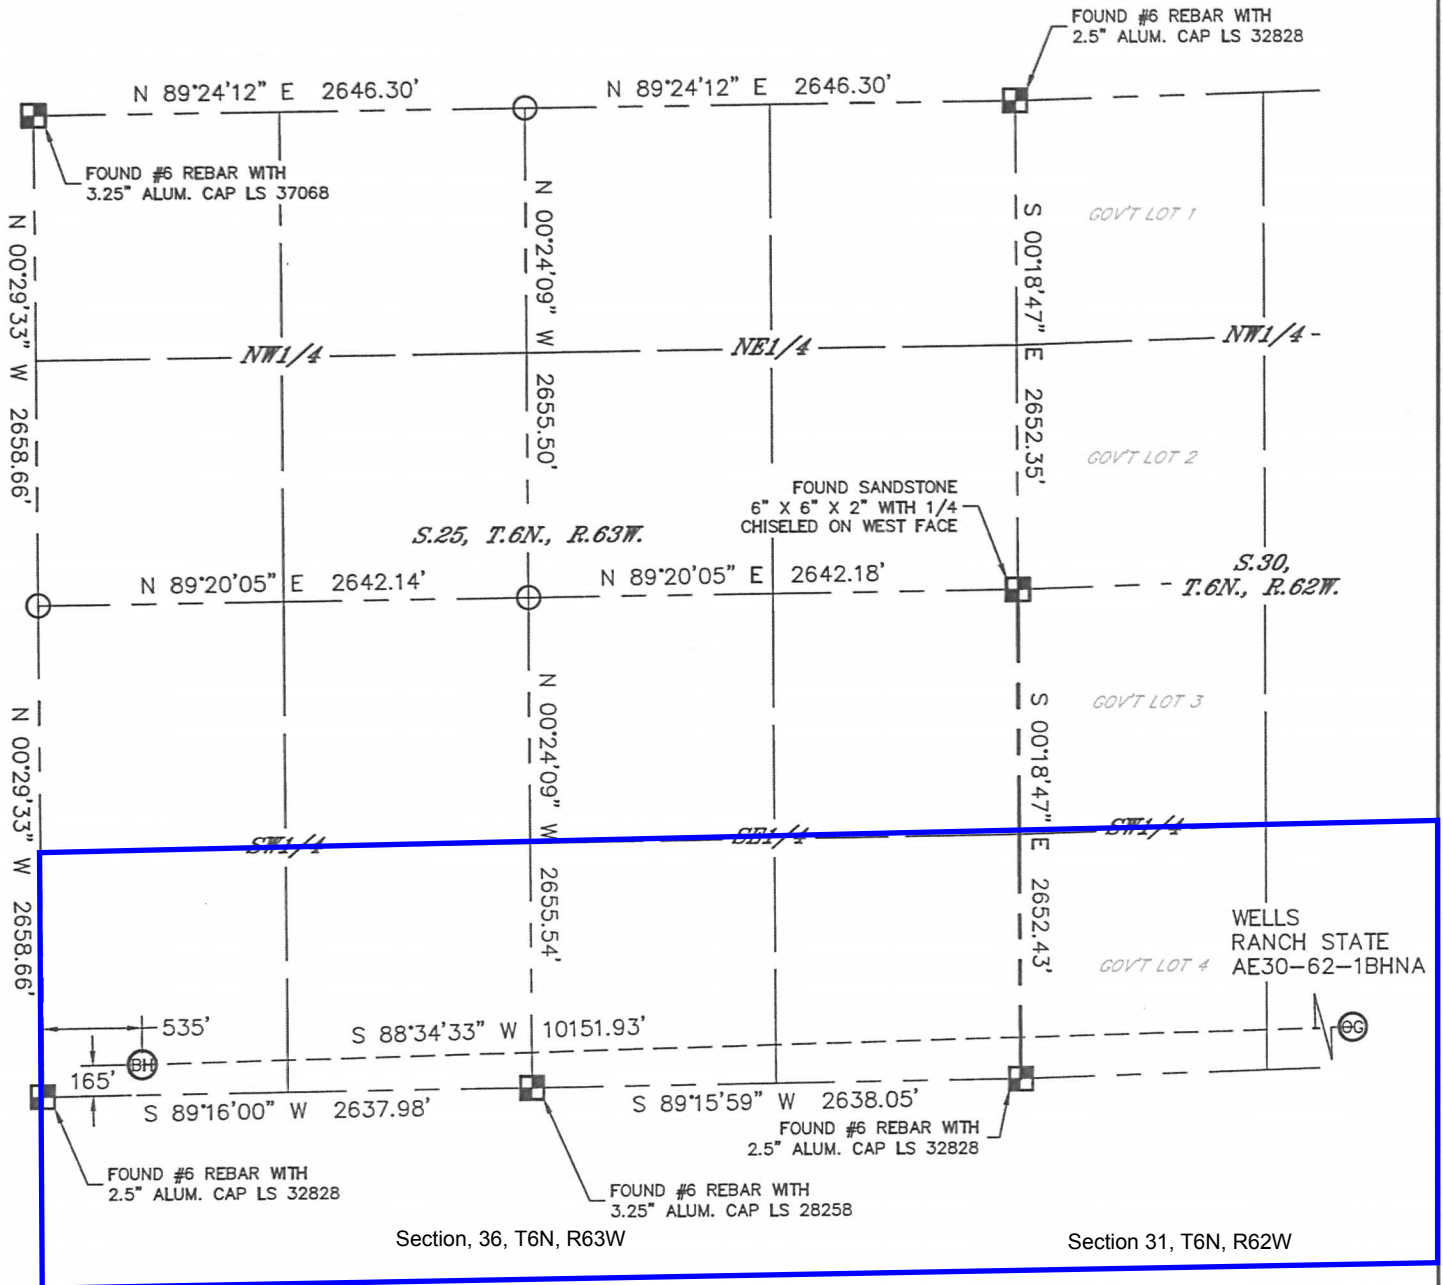 FOUND #6 REBAR WITH
2.5" ALUM. CAP LS 32828
N 89°24'12" E 2646.30'
N 89°24'12" E 2646.30'
FOUND #6 REBAR WITH
3.25" ALUM. CAP LS 37068
N 00°29'33" W 2658.66'
N 00°24'09" W 2655.50'
S 00°18'47" E 2652.35'
GOV'T LOT 1
NW1/4
NE1/4
NW1/4
GOV'T LOT 2
FOUND SANDSTONE
6" X 6" X 2" WITH 1/4
CHISELED ON WEST FACE
S.25, T.6N., R.63W.
S.30,
T.6N., R.62W.
N 89°20'05" E 2642.14'
N 89°20'05" E 2642.18'
N 00°29'33" W 2658.66'
N 00°24'09" W 2655.54'
S 00°18'47" E 2652.43'
GOV'T LOT 3
SW1/4
SE1/4
SW1/4
WELLS
RANCH STATE
AE30-62-1BHNA
GOV'T LOT 4
535'
S 88°34'33" W 10151.93'
BH
165'
S 89°16'00" W 2637.98'
S 89°15'59" W 2638.05'
FOUND #6 REBAR WITH
2.5" ALUM. CAP LS 32828
FOUND #6 REBAR WITH
2.5" ALUM. CAP LS 32828
FOUND #6 REBAR WITH
3.25" ALUM. CAP LS 28258
Section, 36, T6N, R63W
Section 31, T6N, R62W